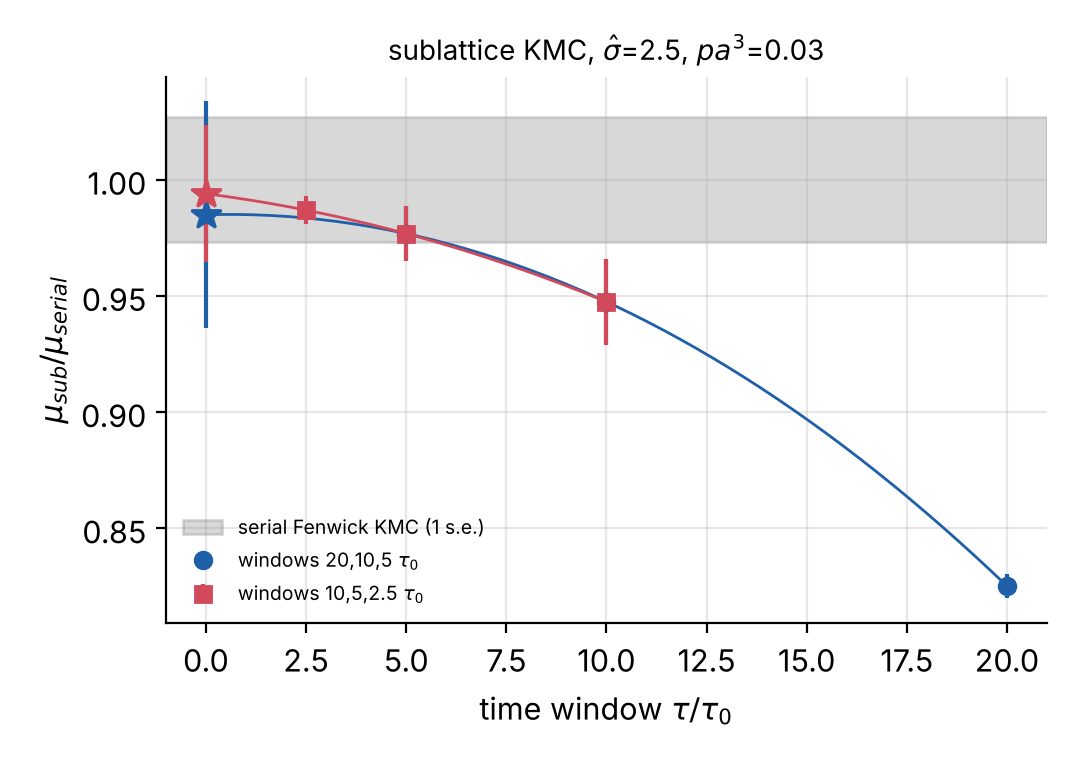 sublattice KMC, σ̂=2.5, pa³=0.03
μ_sub/μ_serial
1.00
0.95
0.90
0.85
serial Fenwick KMC (1 s.e.)
windows 20,10,5 τ₀
windows 10,5,2.5 τ₀
0.0 2.5 5.0 7.5 10.0 12.5 15.0 17.5 20.0
time window τ/τ₀